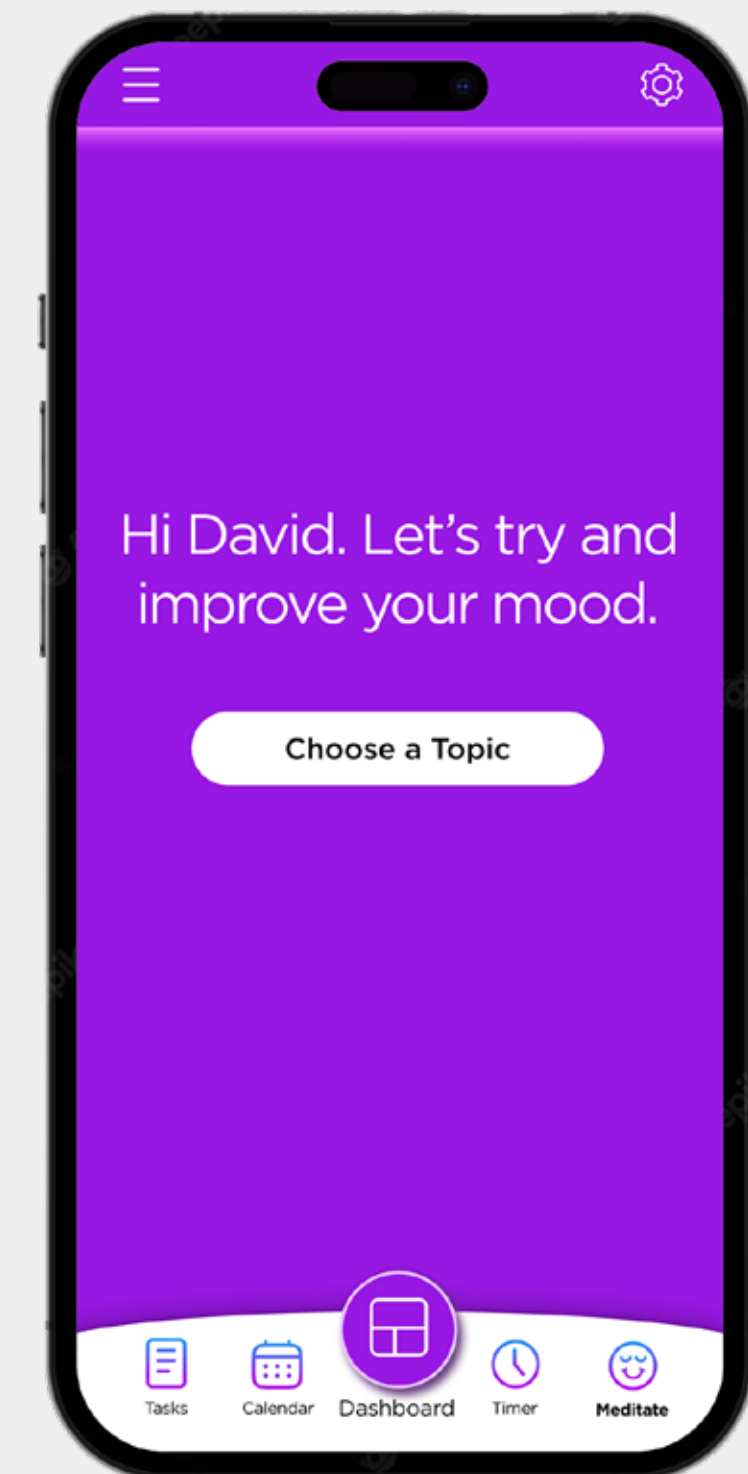 Hi David. Let’s try and
improve your mood.
Choose a Topic
Tasks
Calendar
Dashboard
Timer
Meditate